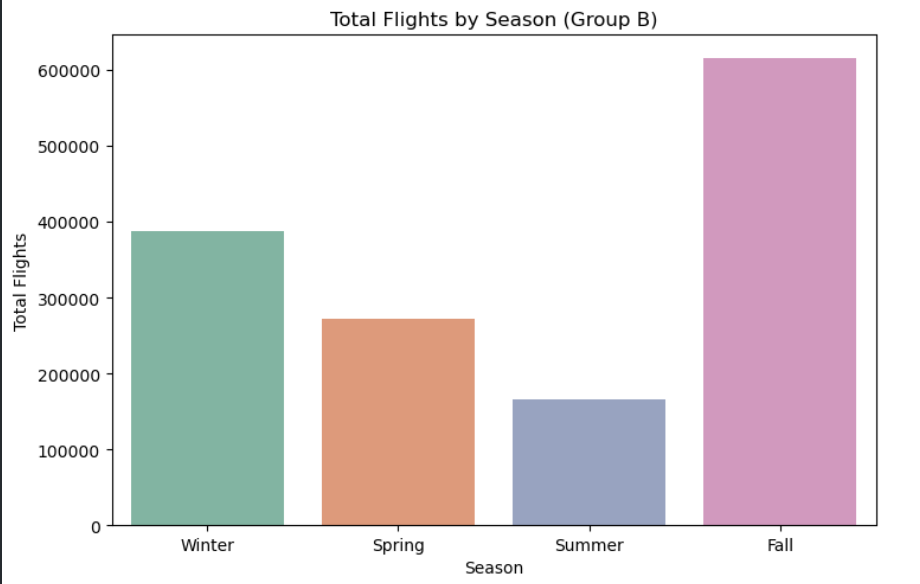 Total Flights by Season (Group B)
600000
500000
400000
300000
200000
100000
0
Total Flights
Winter Spring Summer Fall
Season